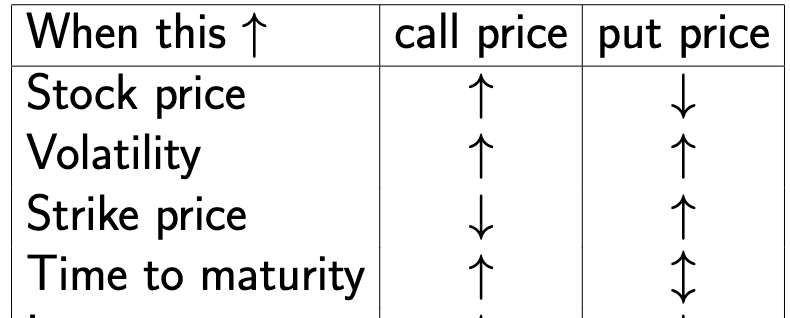 When this ↑ call price put price
Stock price ↑ ↓
Volatility ↑ ↑
Strike price ↓ ↑
Time to maturity ↑ ↕